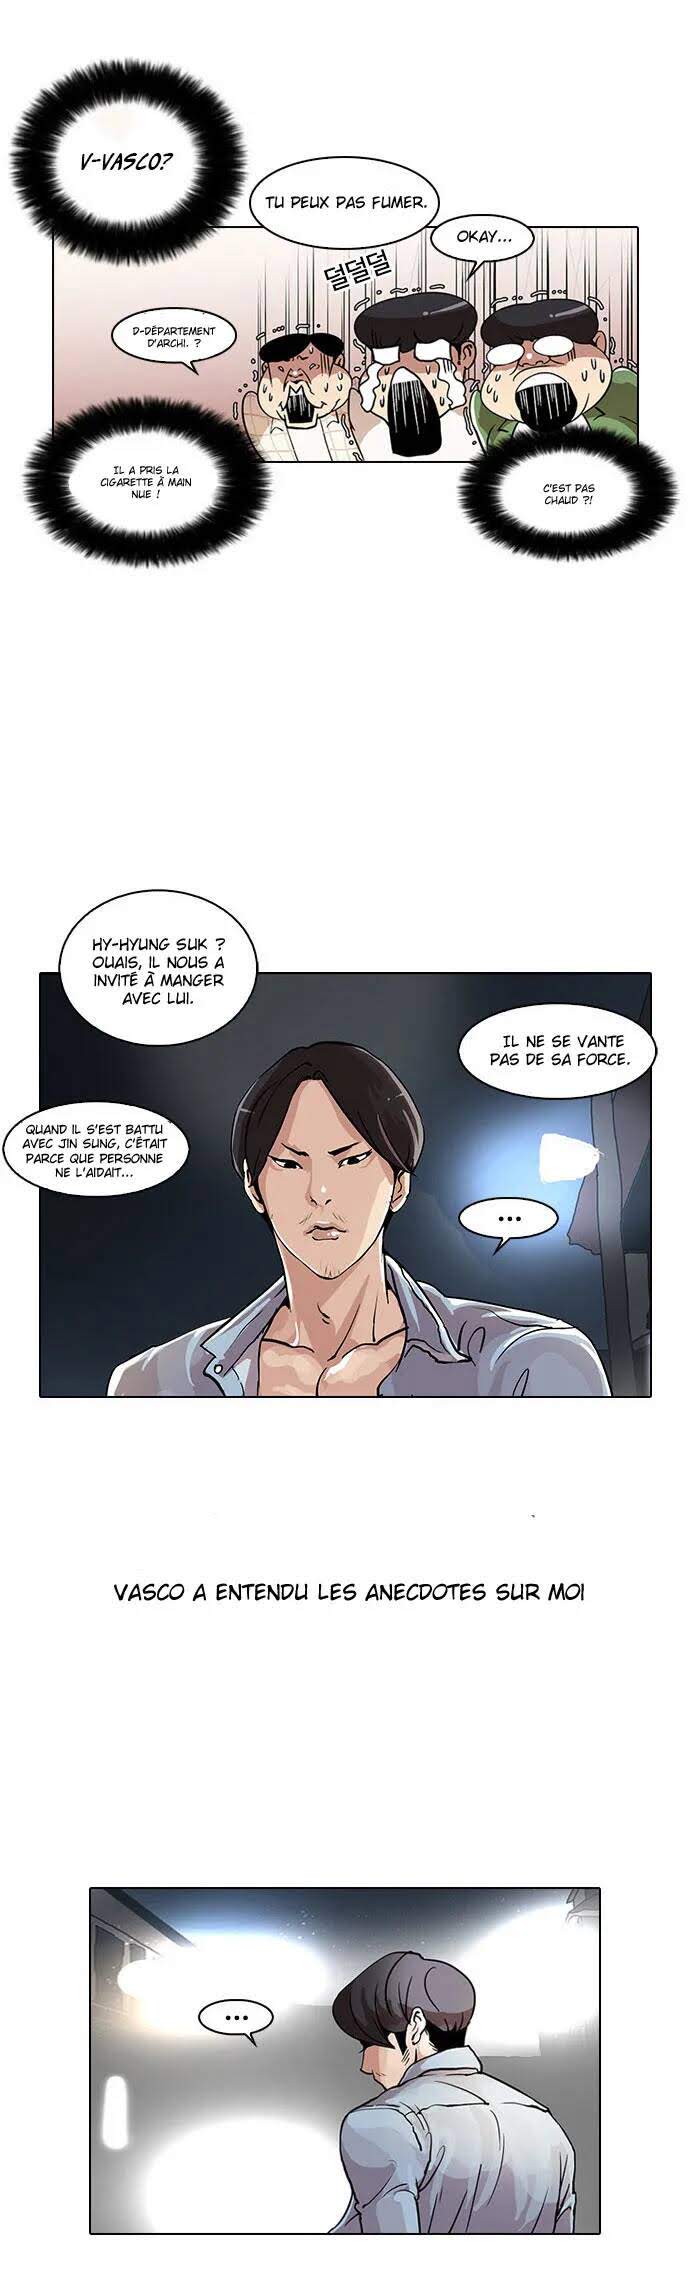 V-VASCO?
TU PEUX PAS FUMER.
OKAY...
덜덜덜
D-DÉPARTEMENT
D'ARCHI. ?
IL A PRIS LA
CIGARETTE À MAIN
NUE !
C'EST PAS
CHAUD ?!
HY-HYUNG SUK ?
OUAIS, IL NOUS A
INVITÉ À MANGER
AVEC LUI.
IL NE SE VANTE
PAS DE SA FORCE.
QUAND IL S'EST BATTU
AVEC JIN SUNG, C'ÉTAIT
PARCE QUE PERSONNE
NE L'AIDAIT...
...
VASCO A ENTENDU LES ANECDOTES SUR MOI
...